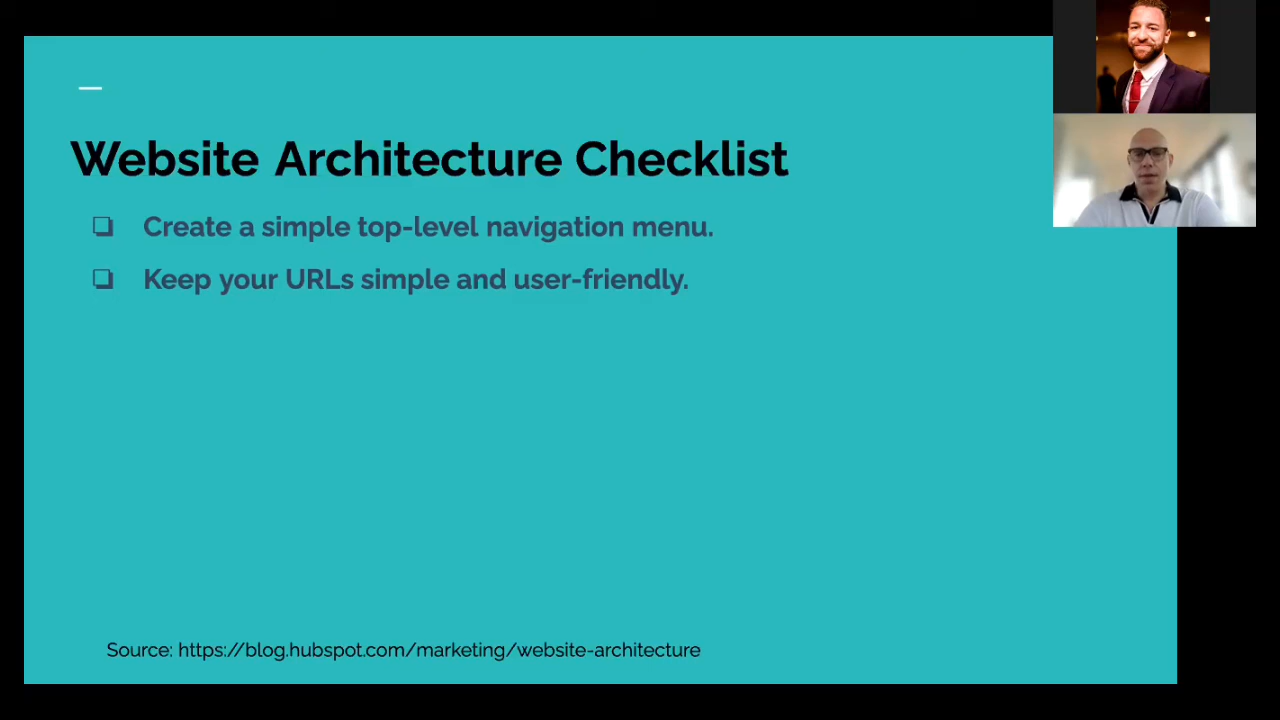 Website Architecture Checklist
Create a simple top-level navigation menu.
Keep your URLs simple and user-friendly.
Source: https://blog.hubspot.com/marketing/website-architecture